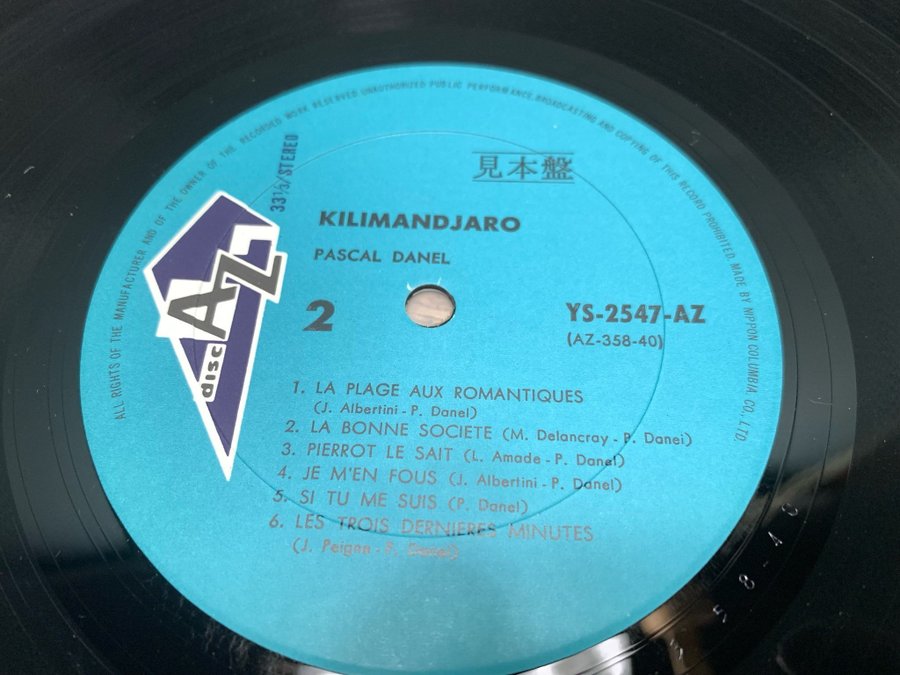 ALL RIGHTS OF THE MANUFACTURER AND OF THE OWNER OF THE RECORDED WORK RESERVED UNAUTHORIZED PUBLIC PERFORMANCE, BROADCASTING AND COPYING OF THIS RECORD PROHIBITED MADE BY NIPPON COLUMBIA CO., LTD.
33⅓/STEREO
見本盤
KILIMANDJARO
PASCAL DANEL
disc AZ
2
YS-2547-AZ
(AZ-358-40)
1. LA PLAGE AUX ROMANTIQUES
(J. Albertini - P. Danel)
2. LA BONNE SOCIETE (M. Delancray - P. Danei)
3. PIERROT LE SAIT (L. Amade - P. Danel)
4. JE M'EN FOUS (J. Albertini - P. Danel)
5. SI TU ME SUIS (P. Danel)
6. LES TROIS DERNIERES MINUTES
(J. Peigne - P. Danel)